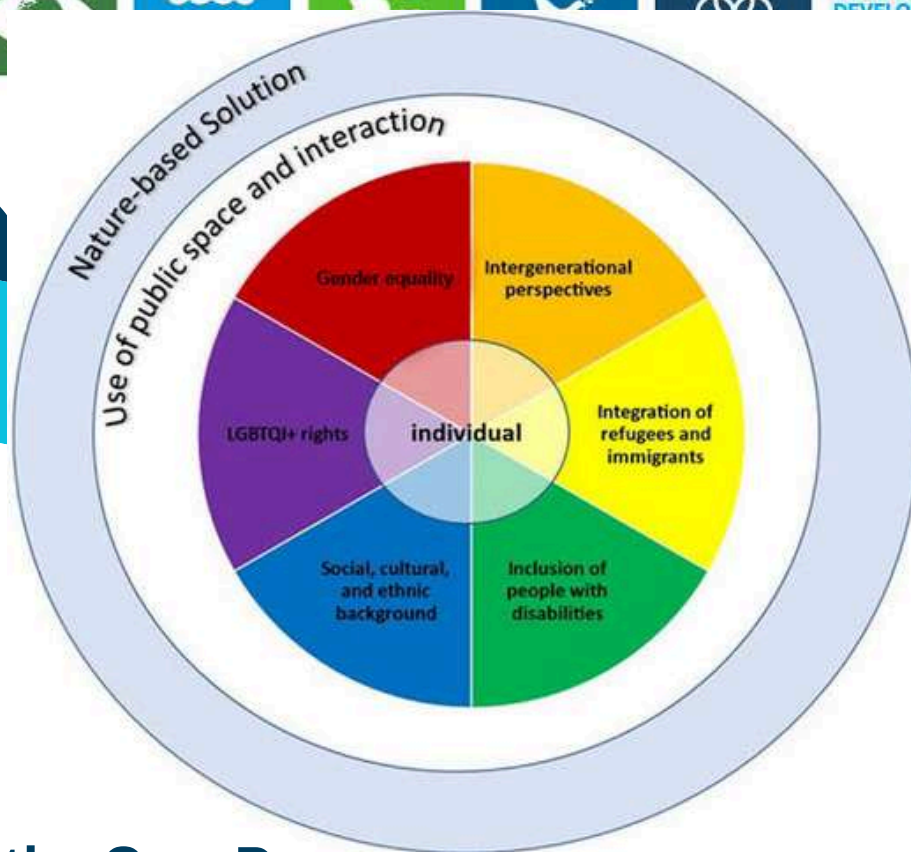 Nature-based Solution
Use of public space and interaction
Gender equality
Intergenerational
perspectives
LGBTQI+ rights
individual
Integration of
refugees and
immigrants
Social, cultural,
and ethnic
background
Inclusion of
people with
disabilities